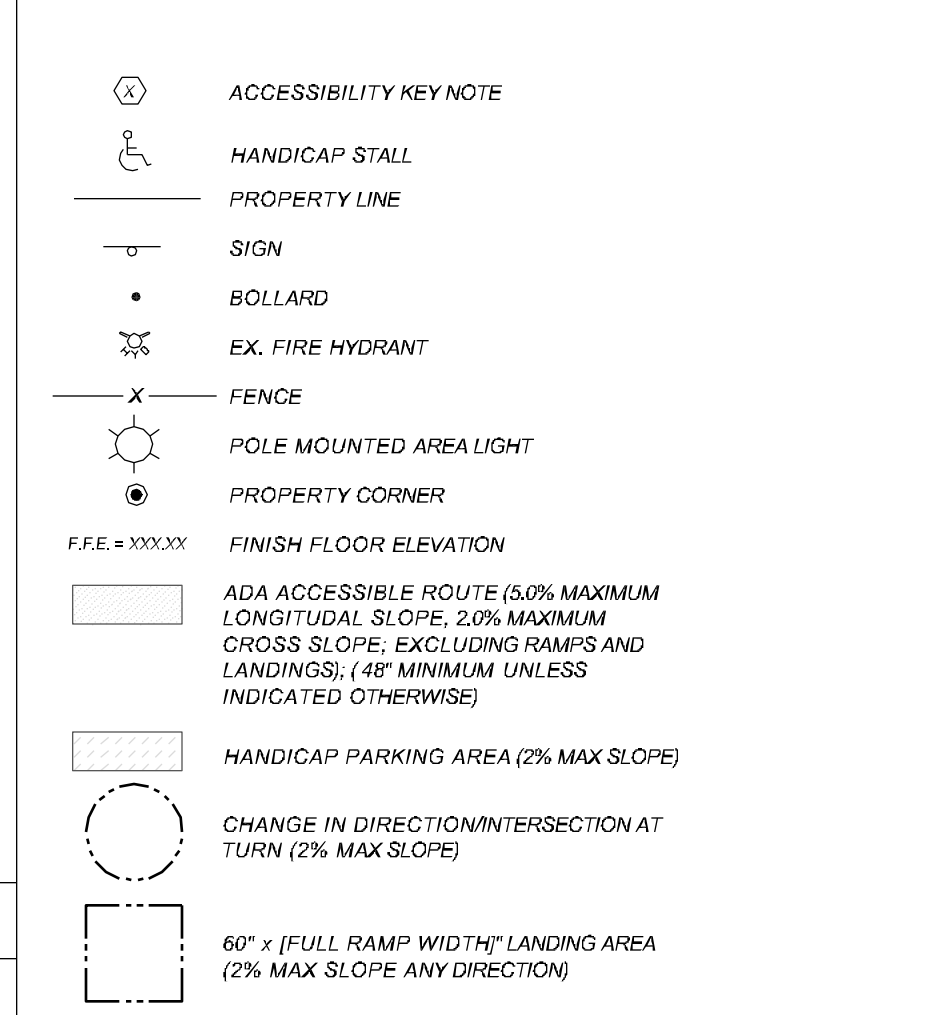 X ACCESSIBILITY KEY NOTE
HANDICAP STALL
PROPERTY LINE
SIGN
BOLLARD
EX. FIRE HYDRANT
X FENCE
POLE MOUNTED AREA LIGHT
PROPERTY CORNER
F.F.E. = XXX.XX FINISH FLOOR ELEVATION
ADA ACCESSIBLE ROUTE (5.0% MAXIMUM
LONGITUDAL SLOPE, 2.0% MAXIMUM
CROSS SLOPE; EXCLUDING RAMPS AND
LANDINGS); ( 48" MINIMUM UNLESS
INDICATED OTHERWISE)
HANDICAP PARKING AREA (2% MAX SLOPE)
CHANGE IN DIRECTION/INTERSECTION AT
TURN (2% MAX SLOPE)
60" x [FULL RAMP WIDTH]" LANDING AREA
(2% MAX SLOPE ANY DIRECTION)